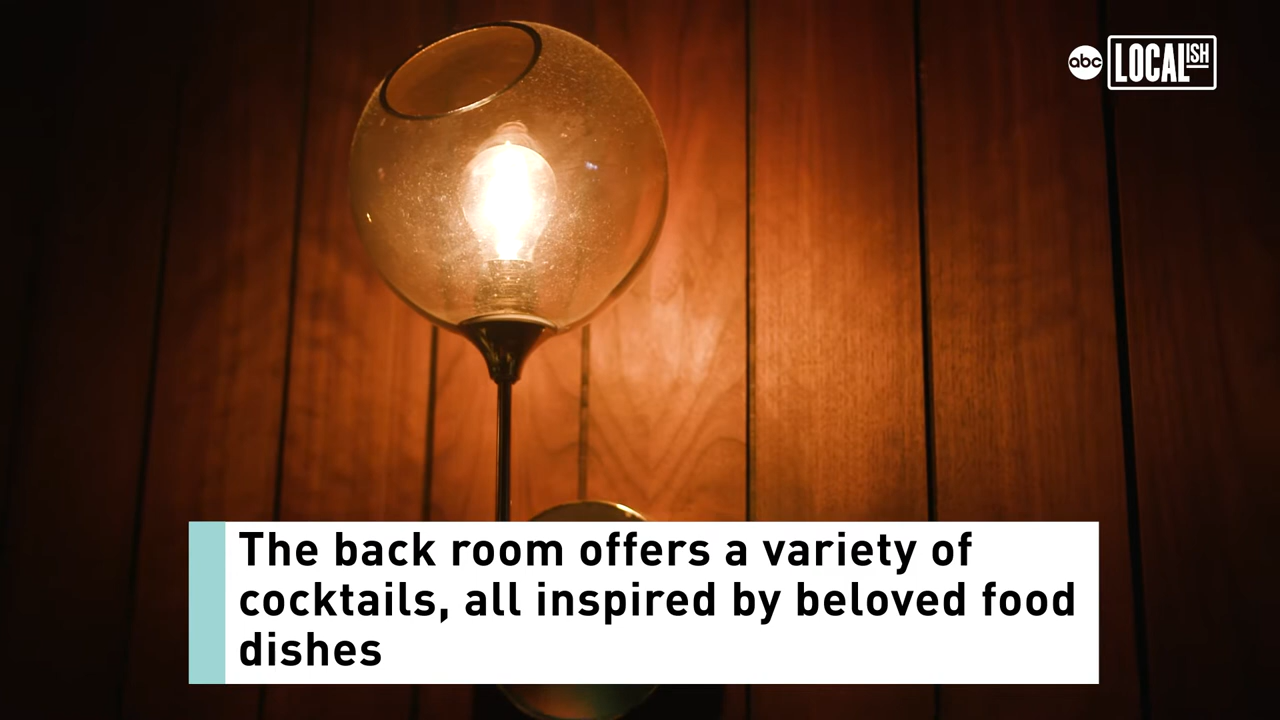 abc LOCALISH
The back room offers a variety of
cocktails, all inspired by beloved food
dishes